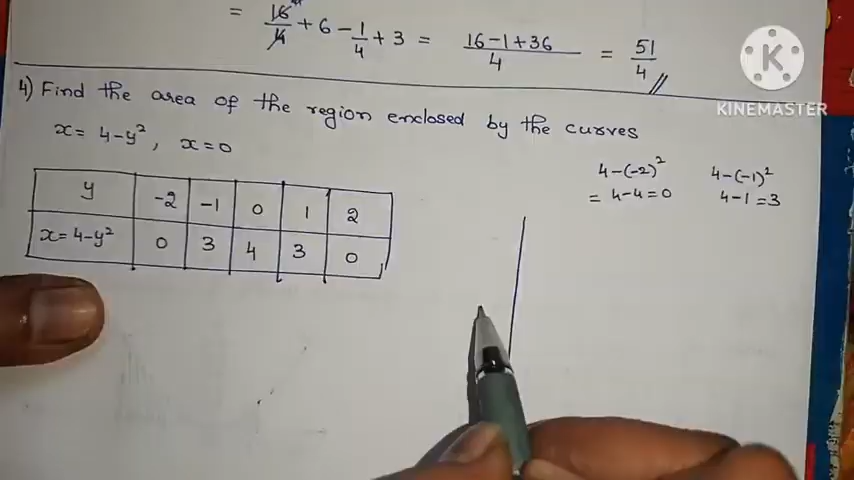 = 16/4 + 6 - 1/4 + 3 = 16-1+36/4 = 51/4
4) Find the area of the region enclosed by the curves
x = 4-y², x=0
4-(-2)² 4-(-1)²
= 4-4=0 4-1=3
y -2 -1 0 1 2
x=4-y² 0 3 4 3 0
K
KINEMASTER